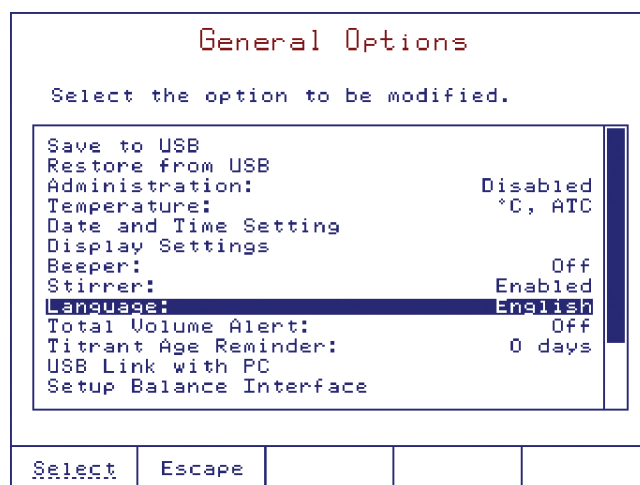 General Options
Select the option to be modified.
Save to USB
Restore from USB
Administration: Disabled
Temperature: °C, ATC
Date and Time Setting
Display Settings
Beeper: Off
Stirrer: Enabled
Language: English
Total Volume Alert: Off
Titrant Age Reminder: 0 days
USB Link with PC
Setup Balance Interface
Select Escape